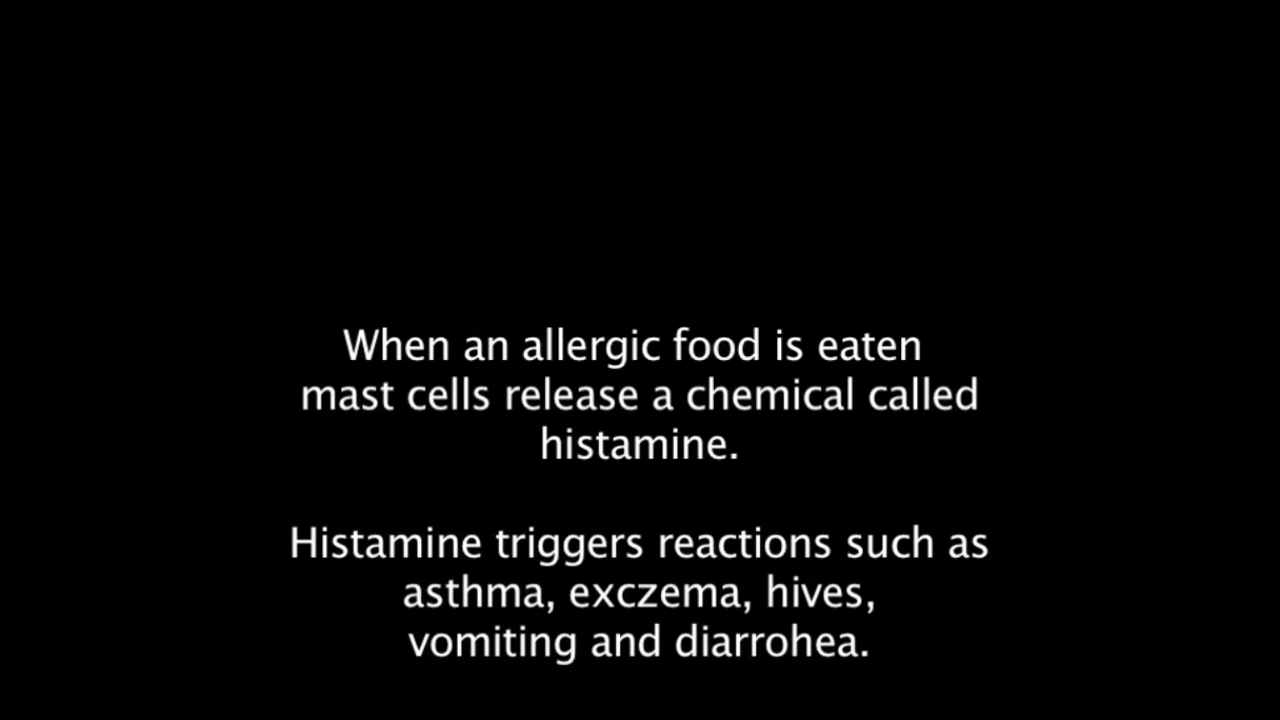 When an allergic food is eaten
mast cells release a chemical called
histamine.
Histamine triggers reactions such as
asthma, exczema, hives,
vomiting and diarrohea.